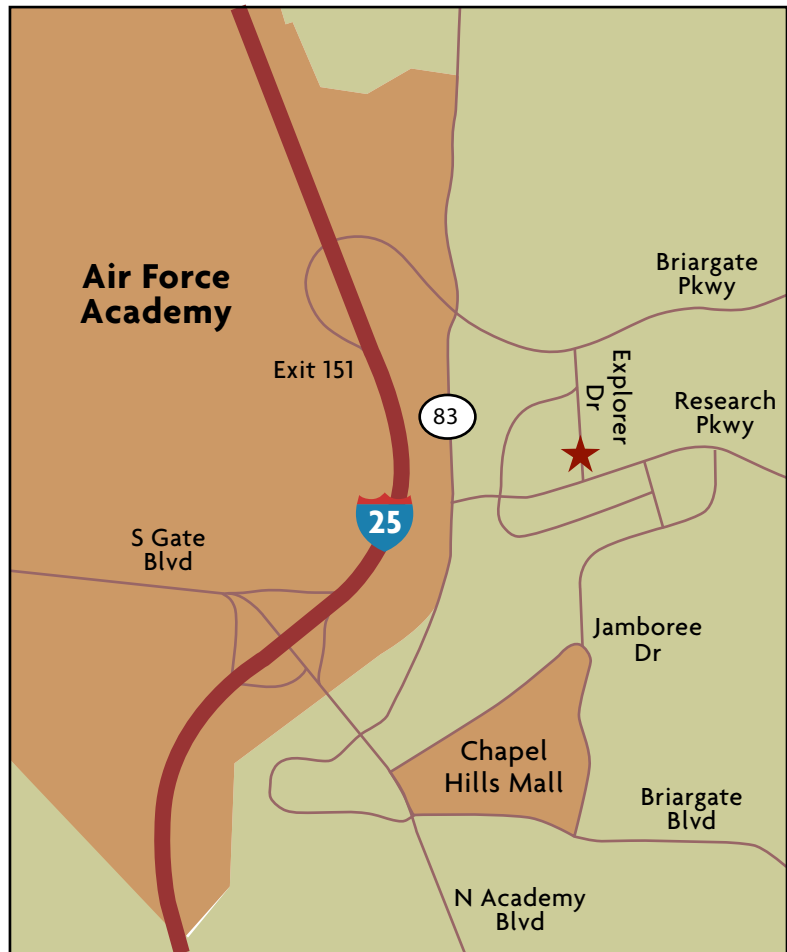 Air Force
Academy
Briargate
Pkwy
Exit 151
Explorer
Dr
83
Research
Pkwy
25
S Gate
Blvd
Jamboree
Dr
Chapel
Hills Mall
Briargate
Blvd
N Academy
Blvd